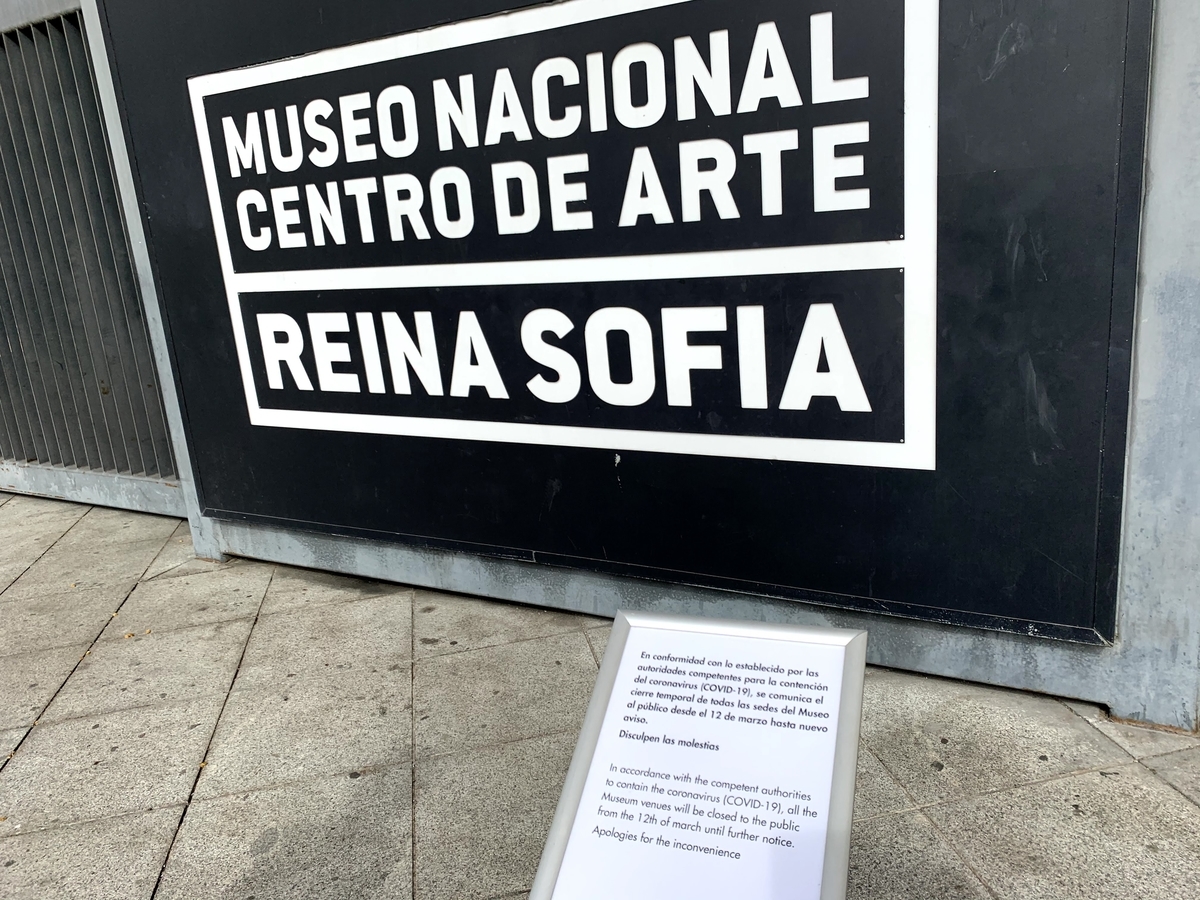 MUSEO NACIONAL
CENTRO DE ARTE
REINA SOFIA
En conformidad con lo establecido por las
autoridades competentes para la contención
del coronavirus (COVID-19), se comunica el
cierre temporal de todas las sedes del Museo
al público desde el 12 de marzo hasta nuevo
aviso.
Disculpen las molestias
In accordance with the competent authorities
to contain the coronavirus (COVID-19), all the
Museum venues will be closed to the public
from the 12th of march until further notice.
Apologies for the inconvenience